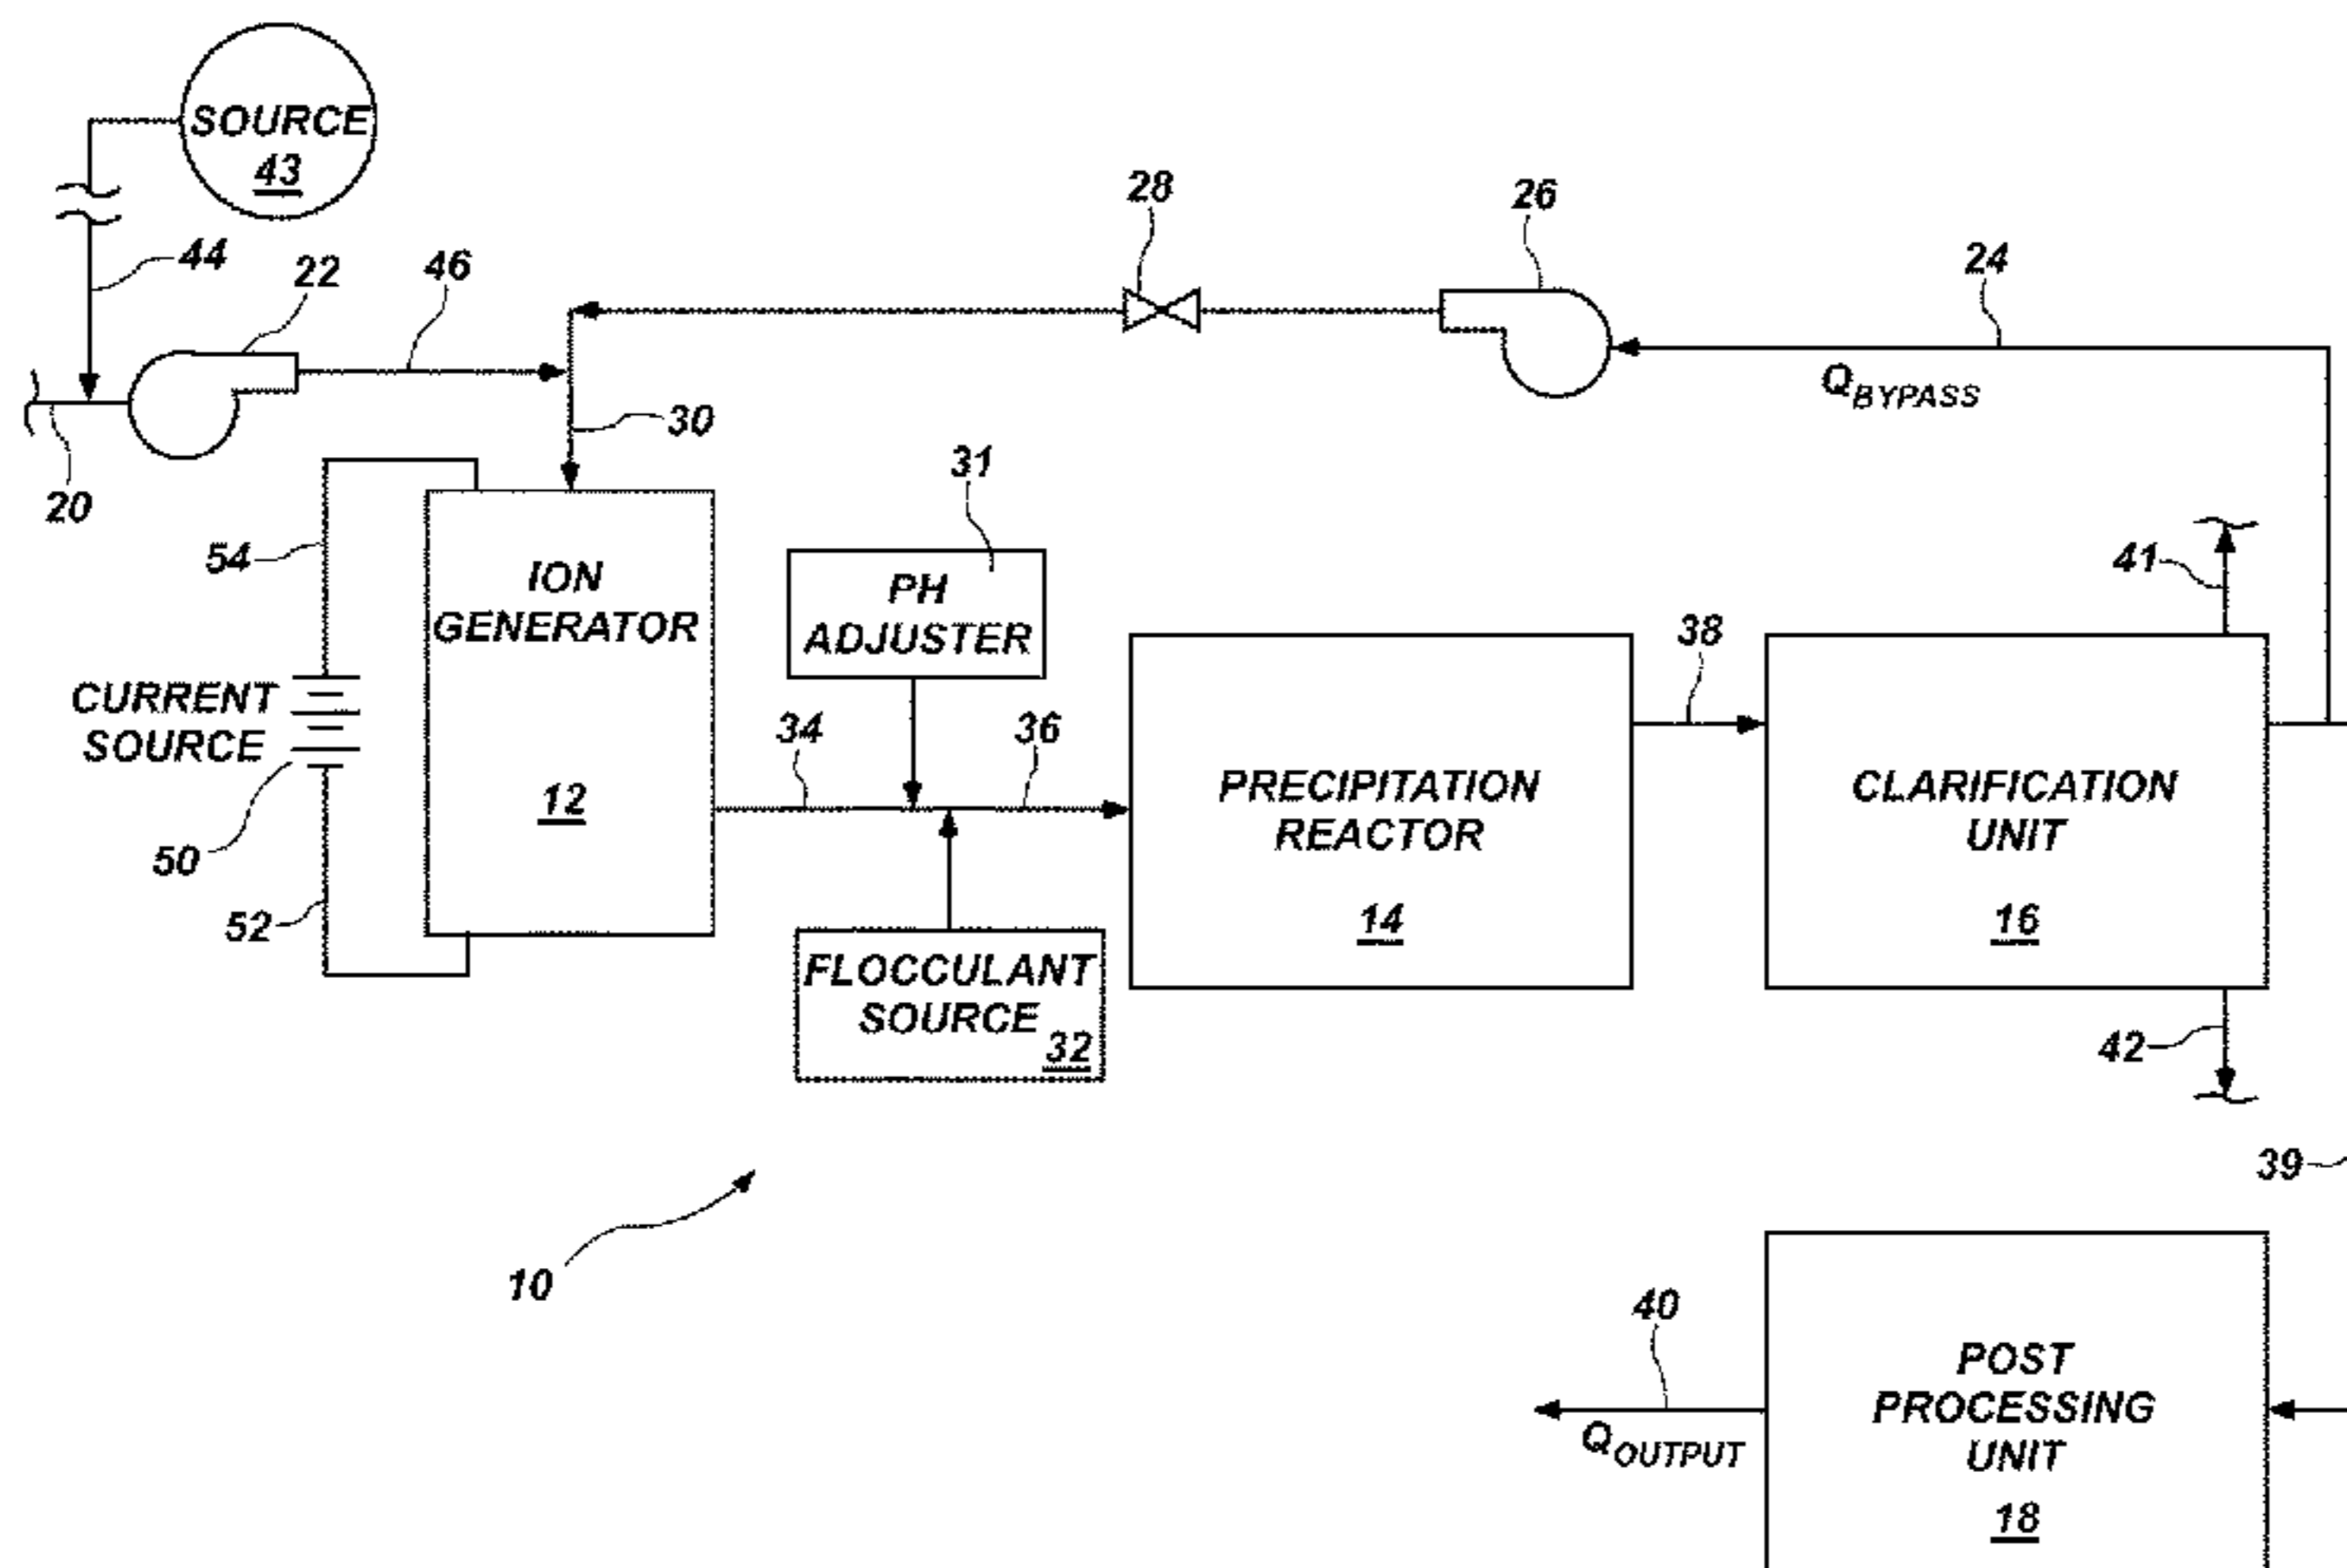 SOURCE
43
28
26
24
44
22
46
Q BYPASS
30
31
20
54
ION
GENERATOR
PH
ADJUSTER
41
38
CURRENT
SOURCE
34
36
12
PRECIPITATION
REACTOR
CLARIFICATION
UNIT
50
52
14
16
FLOCCULANT
SOURCE
32
42
39
10
40
POST
PROCESSING
UNIT
Q OUTPUT
18